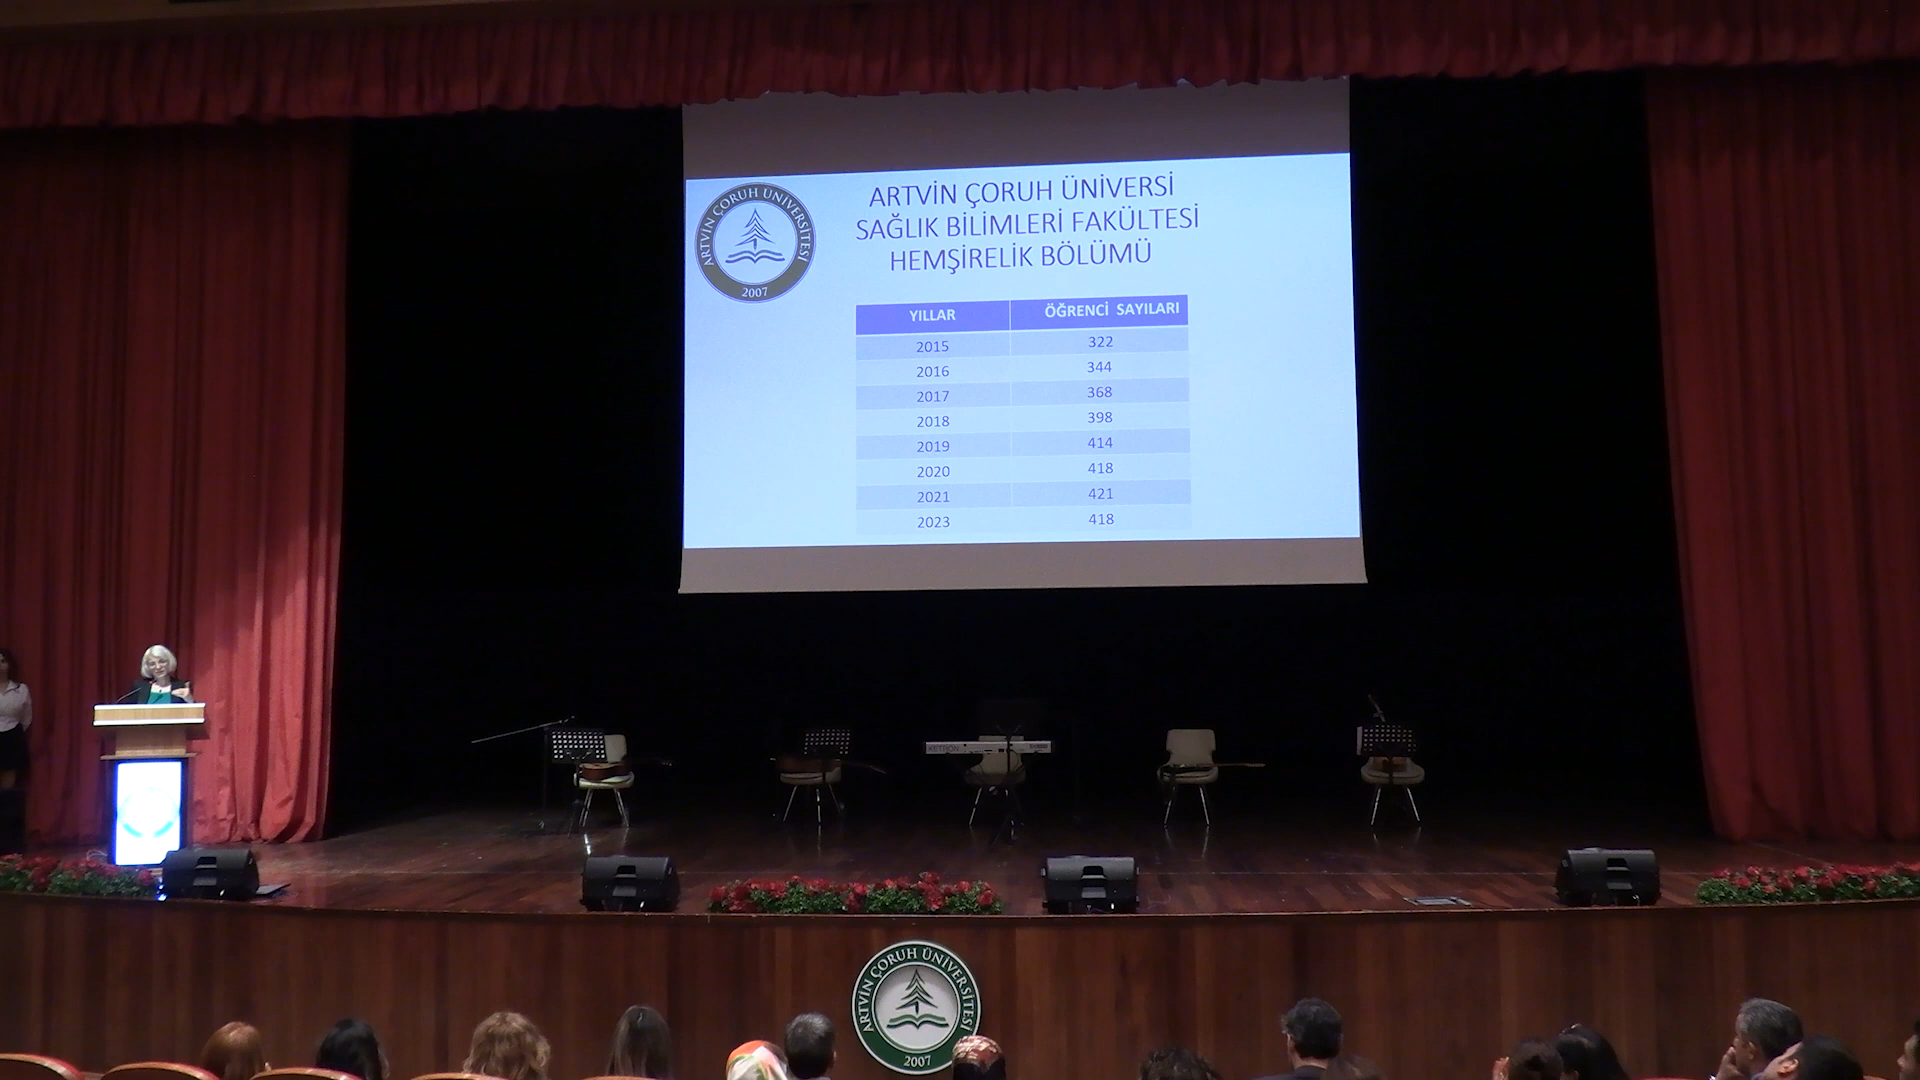 ARTVİN ÇORUH ÜNİVERSİTESİ
2007
ARTVİN ÇORUH ÜNİVERSİ
SAĞLIK BİLİMLERİ FAKÜLTESİ
HEMŞİRELİK BÖLÜMÜ
YILLAR ÖĞRENCİ SAYILARI
2015 322
2016 344
2017 368
2018 398
2019 414
2020 418
2021 421
2023 418
KETRON
ARTVİN ÇORUH ÜNİVERSİTESİ
2007